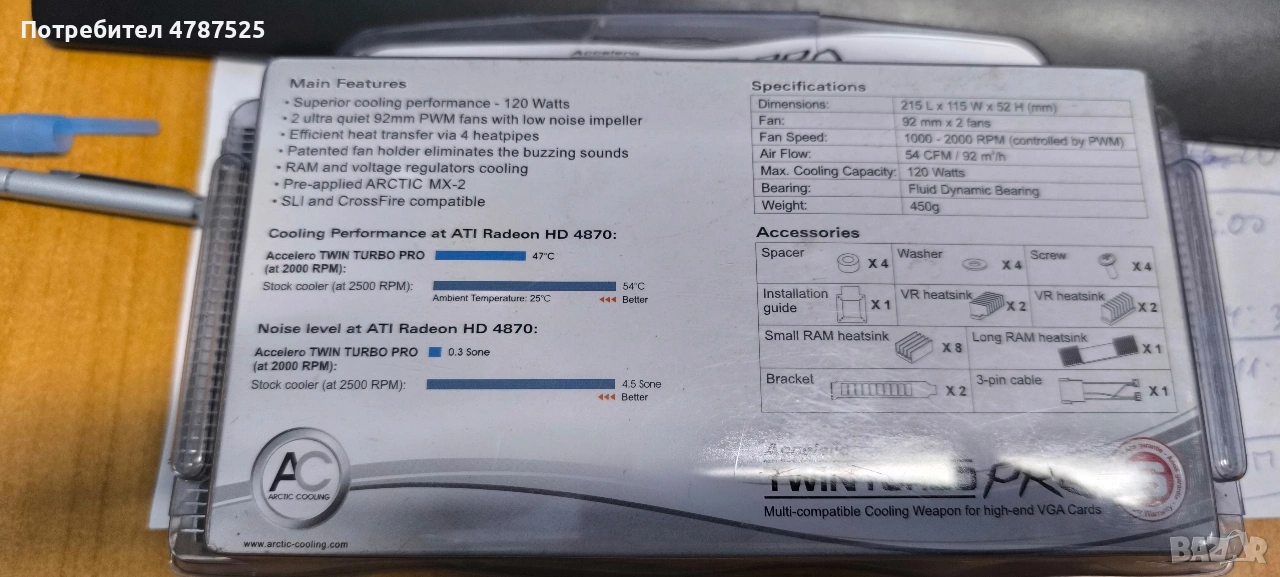 Потребител 4787525
Accelero
Main Features
• Superior cooling performance - 120 Watts
• 2 ultra quiet 92mm PWM fans with low noise impeller
• Efficient heat transfer via 4 heatpipes
• Patented fan holder eliminates the buzzing sounds
• RAM and voltage regulators cooling
• Pre-applied ARCTIC MX-2
• SLI and CrossFire compatible
Cooling Performance at ATI Radeon HD 4870:
Accelero TWIN TURBO PRO 47°C
(at 2000 RPM):
Stock cooler (at 2500 RPM): 54°C
Ambient Temperature: 25°C Better
Noise level at ATI Radeon HD 4870:
Accelero TWIN TURBO PRO 0.3 Sone
(at 2000 RPM):
Stock cooler (at 2500 RPM): 4.5 Sone
Better
AC
ARCTIC COOLING
www.arctic-cooling.com
Specifications
Dimensions: 215 L x 115 W x 52 H (mm)
Fan: 92 mm x 2 fans
Fan Speed: 1000 - 2000 RPM (controlled by PWM)
Air Flow: 54 CFM / 92 m³/h
Max. Cooling Capacity: 120 Watts
Bearing: Fluid Dynamic Bearing
Weight: 450g
Accessories
Spacer X 4 Washer X 4 Screw X 4
Installation guide X 1 VR heatsink X 2 VR heatsink X 2
Small RAM heatsink X 8 Long RAM heatsink X 1
Bracket X 2 3-pin cable X 1
Accelero
TWIN TURBO PRO
Multi-compatible Cooling Weapon for high-end VGA Cards
BAZAR